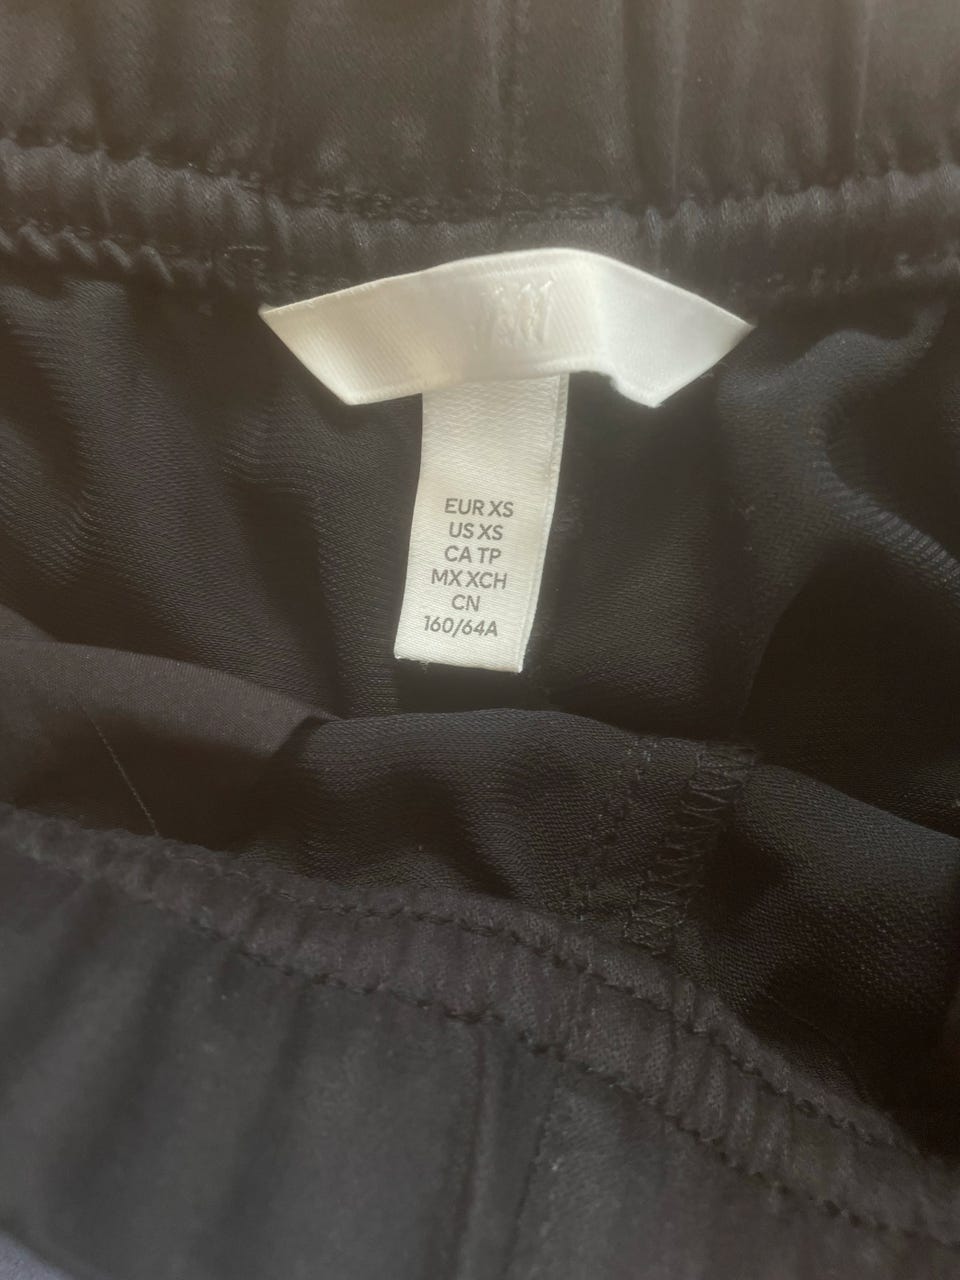 EUR XS
US XS
CA TP
MX XCH
CN
160/64A